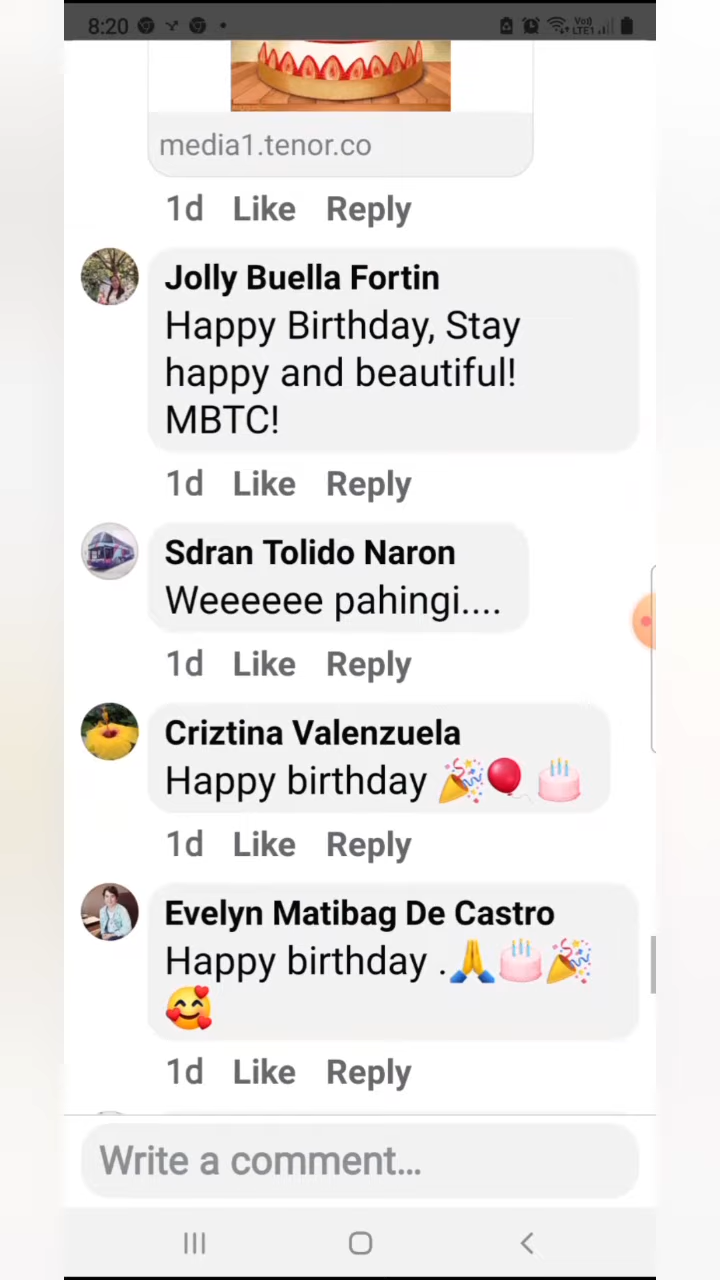 8:20
Vo)
LTE1
media1.tenor.co
1d Like Reply
Jolly Buella Fortin
Happy Birthday, Stay
happy and beautiful!
MBTC!
1d Like Reply
Sdran Tolido Naron
Weeeeee pahingi....
1d Like Reply
Criztina Valenzuela
Happy birthday 🎉🎈🎂
1d Like Reply
Evelyn Matibag De Castro
Happy birthday .🙏🎂🎉
🥰
1d Like Reply
Write a comment...